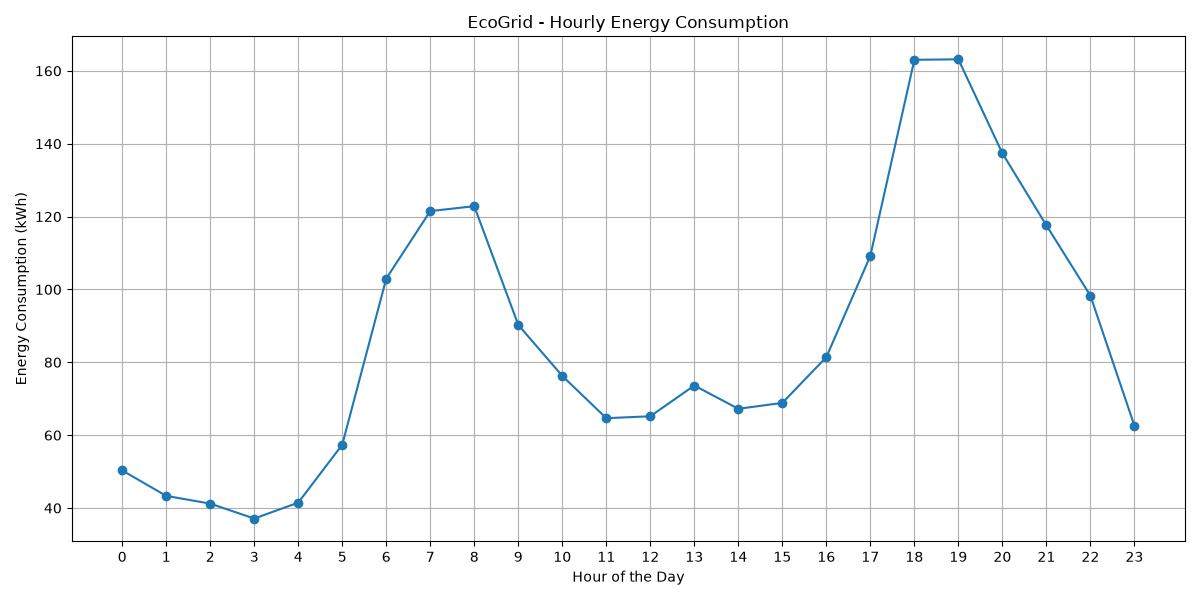 EcoGrid - Hourly Energy Consumption
Energy Consumption (kWh)
160
140
120
100
80
60
40
0 1 2 3 4 5 6 7 8 9 10 11 12 13 14 15 16 17 18 19 20 21 22 23
Hour of the Day